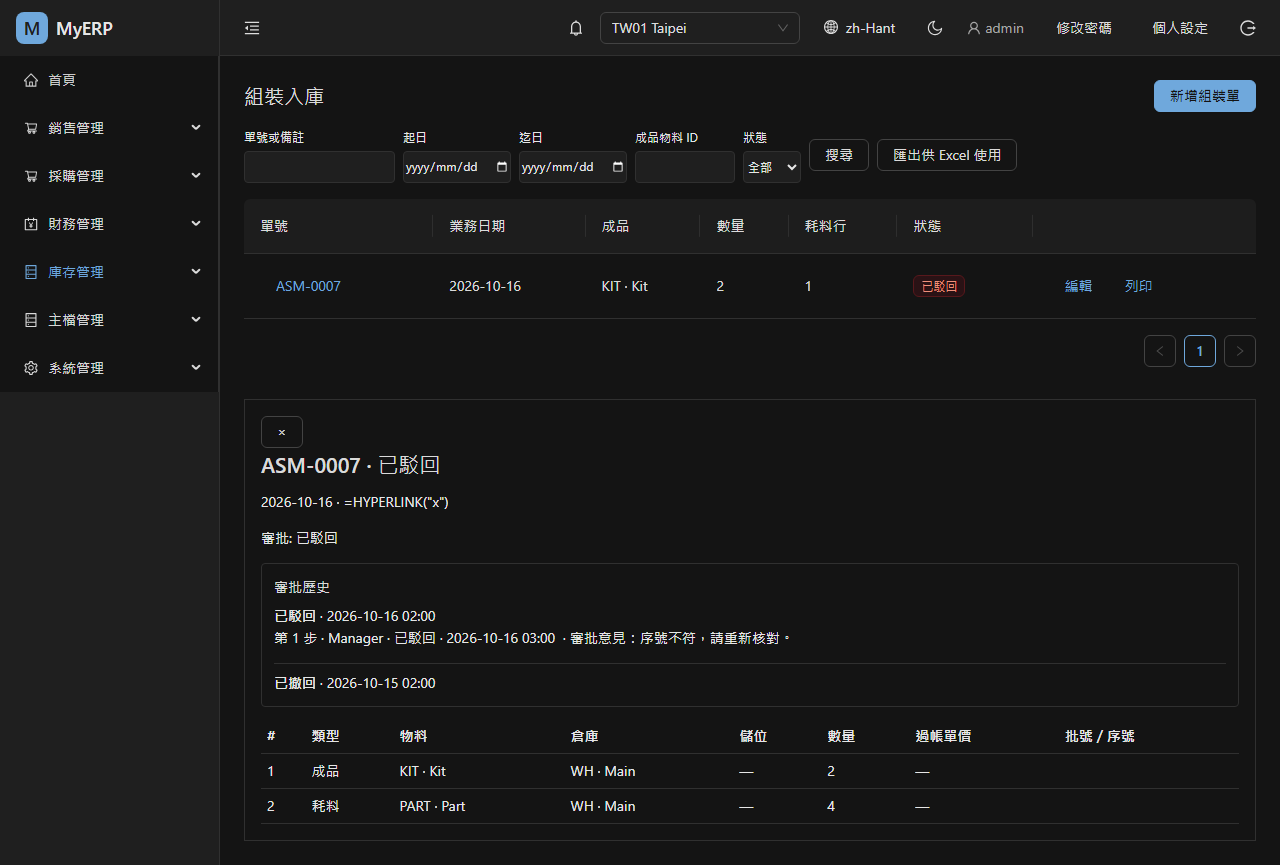 M MyERP
TW01 Taipei zh-Hant admin 修改密碼 個人設定
首頁
銷售管理
採購管理
財務管理
庫存管理
主檔管理
系統管理
組裝入庫 新增組裝單
單號或備註 起日 迄日 成品物料 ID 狀態
yyyy/mm/dd yyyy/mm/dd 全部 搜尋 匯出供 Excel 使用
單號 業務日期 成品 數量 耗料行 狀態
ASM-0007 2026-10-16 KIT · Kit 2 1 已駁回 編輯 列印
< 1 >
×
ASM-0007 · 已駁回
2026-10-16 · =HYPERLINK("x")
審批: 已駁回
審批歷史
已駁回 · 2026-10-16 02:00
第 1 步 · Manager · 已駁回 · 2026-10-16 03:00 · 審批意見：序號不符，請重新核對。
已撤回 · 2026-10-15 02:00
# 類型 物料 倉庫 儲位 數量 過帳單價 批號 / 序號
1 成品 KIT · Kit WH · Main — 2 —
2 耗料 PART · Part WH · Main — 4 —